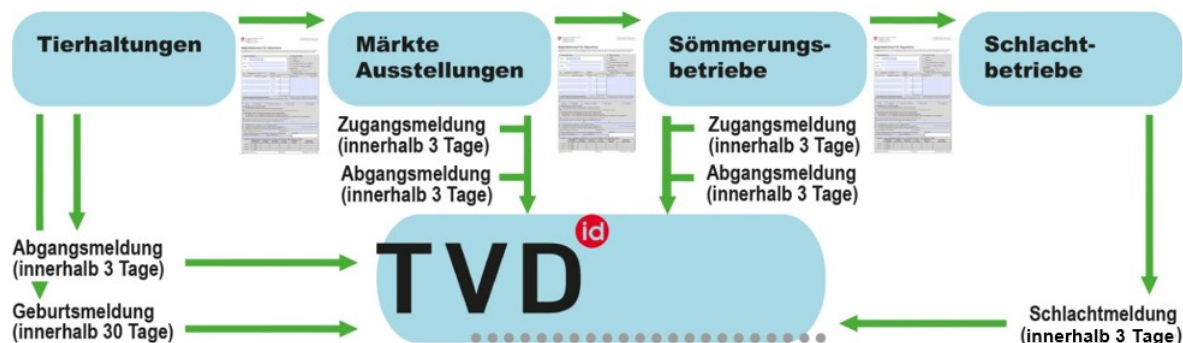 Tierhaltungen
Märkte
Ausstellungen
Sömmerungs-
betriebe
Schlacht-
betriebe
Zugangsmeldung
(innerhalb 3 Tage)
Abgangsmeldung
(innerhalb 3 Tage)
Zugangsmeldung
(innerhalb 3 Tage)
Abgangsmeldung
(innerhalb 3 Tage)
Abgangsmeldung
(innerhalb 3 Tage)
Geburtsmeldung
(innerhalb 30 Tage)
TVD
id
Schlachtmeldung
(innerhalb 3 Tage)